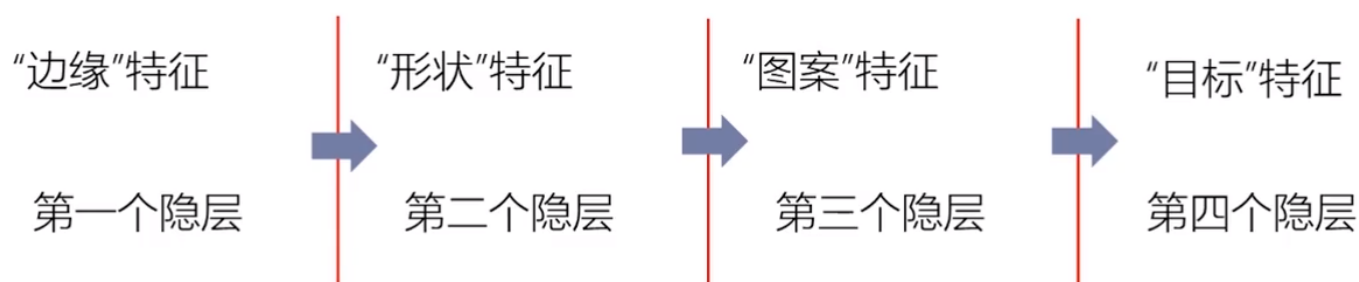 “边缘”特征
“形状”特征
“图案”特征
“目标”特征
第一个隐层
第二个隐层
第三个隐层
第四个隐层